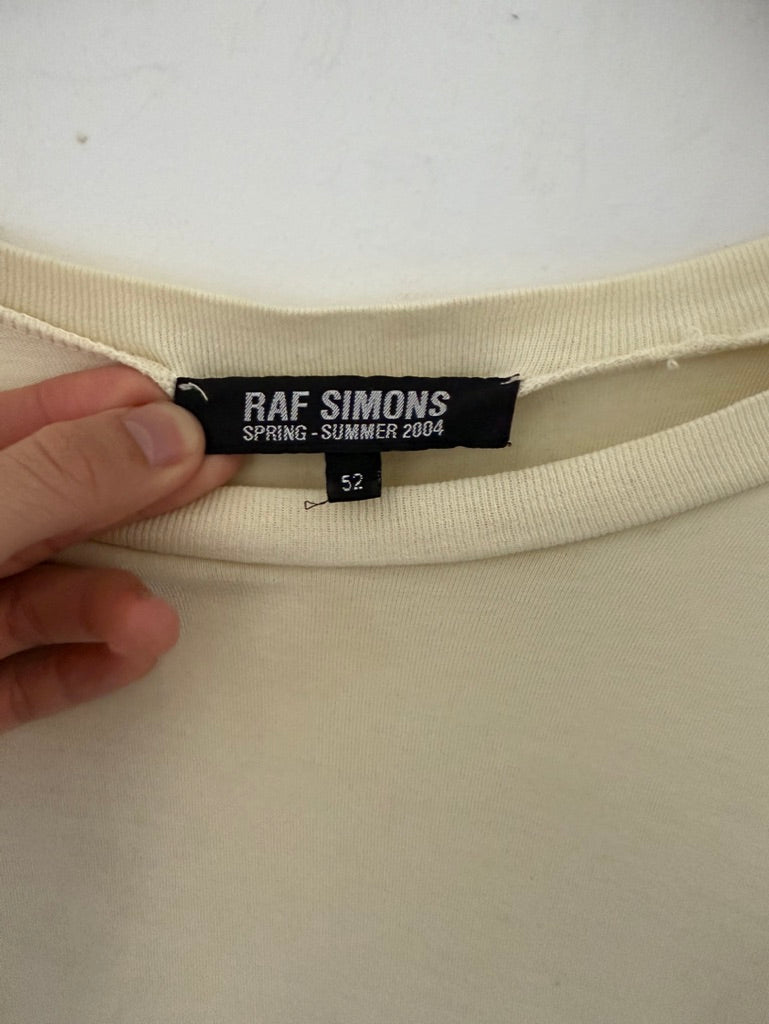 RAF SIMONS
SPRING - SUMMER 2004
52